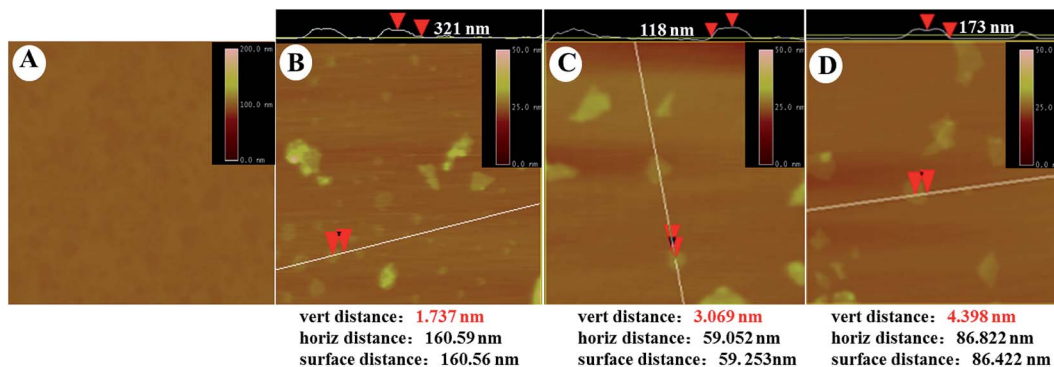 A
200.0 nm
100.0 nm
0.0 nm
B
321 nm
50.0 nm
25.0 nm
0.0 nm
C
118 nm
50.0 nm
25.0 nm
0.0 nm
D
173 nm
50.0 nm
25.0 nm
0.0 nm
vert distance: 1.737 nm
horiz distance: 160.59 nm
surface distance: 160.56 nm
vert distance: 3.069 nm
horiz distance: 59.052 nm
surface distance: 59.253nm
vert distance: 4.398 nm
horiz distance: 86.822 nm
surface distance: 86.422 nm